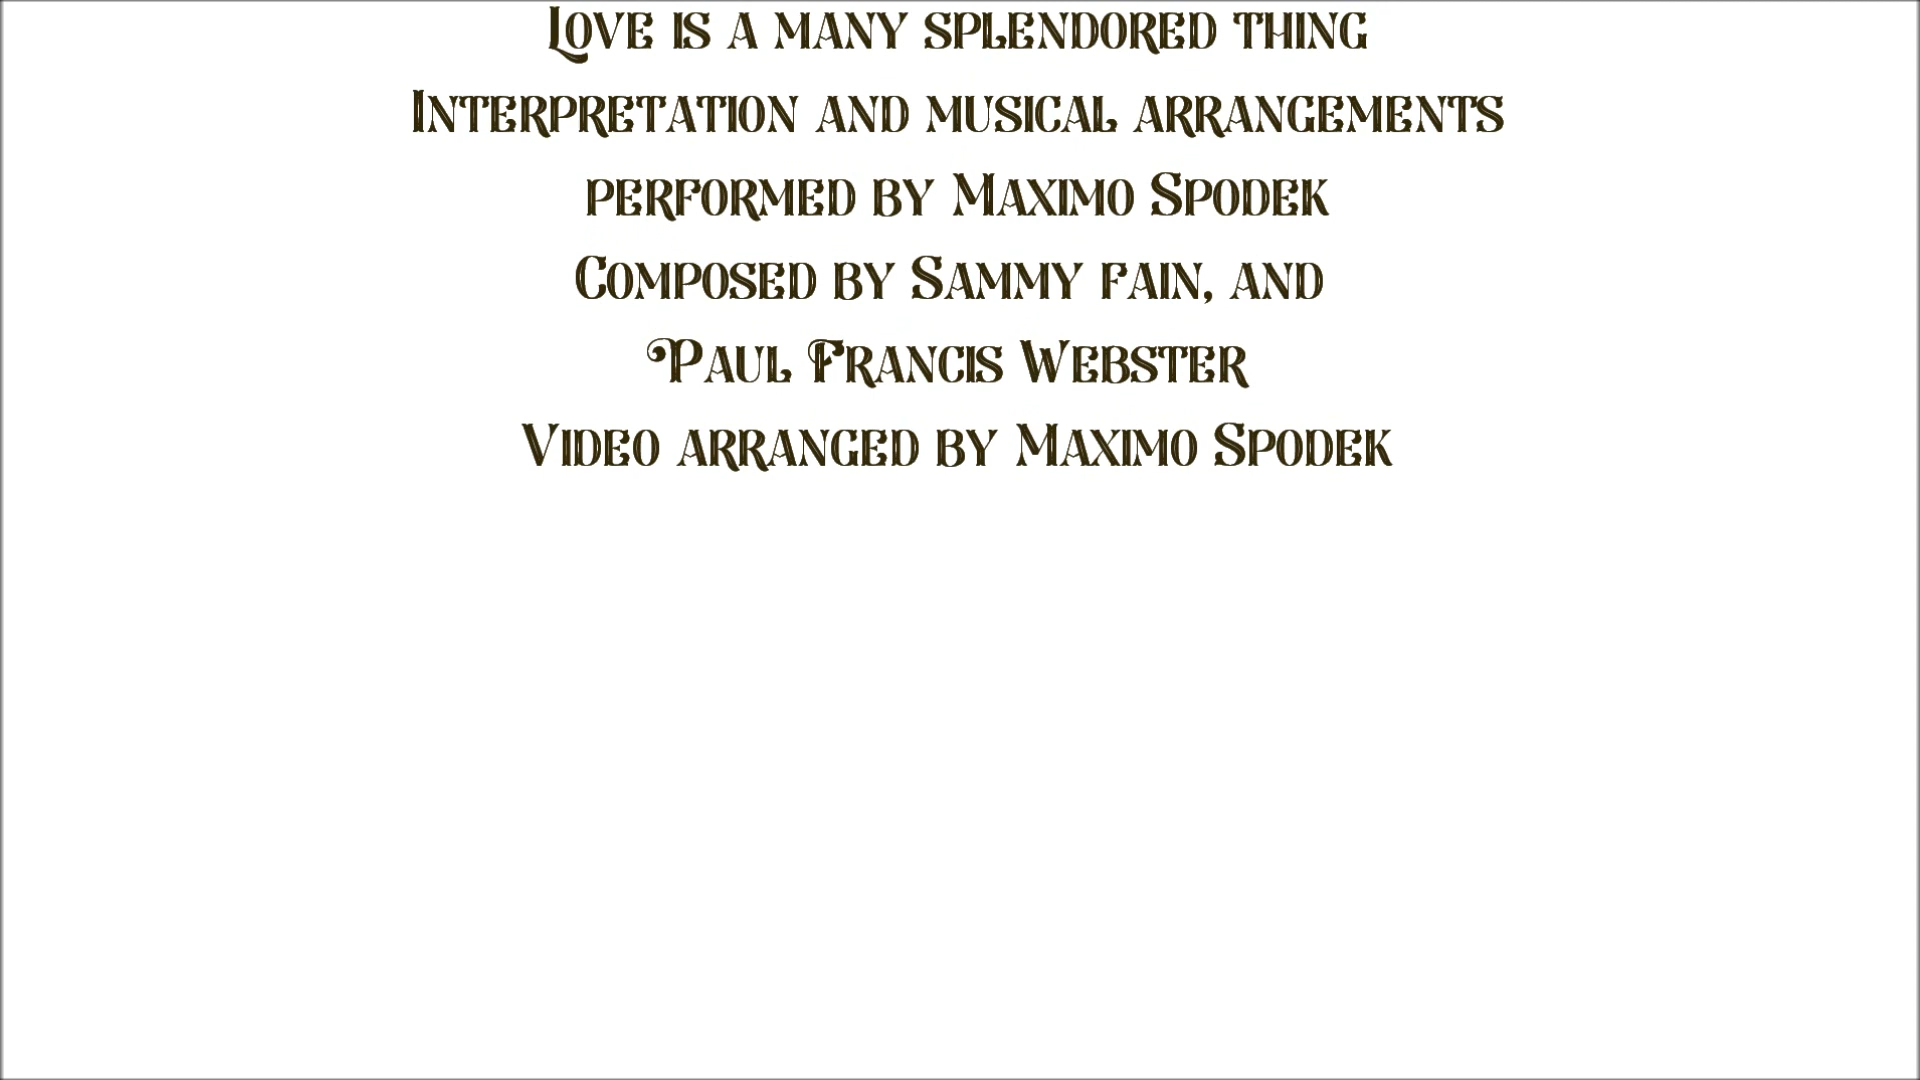 Love is a many splendored thing
Interpretation and musical arrangements
performed by Maximo Spodek
Composed by Sammy fain, and
Paul Francis Webster
Video arranged by Maximo Spodek